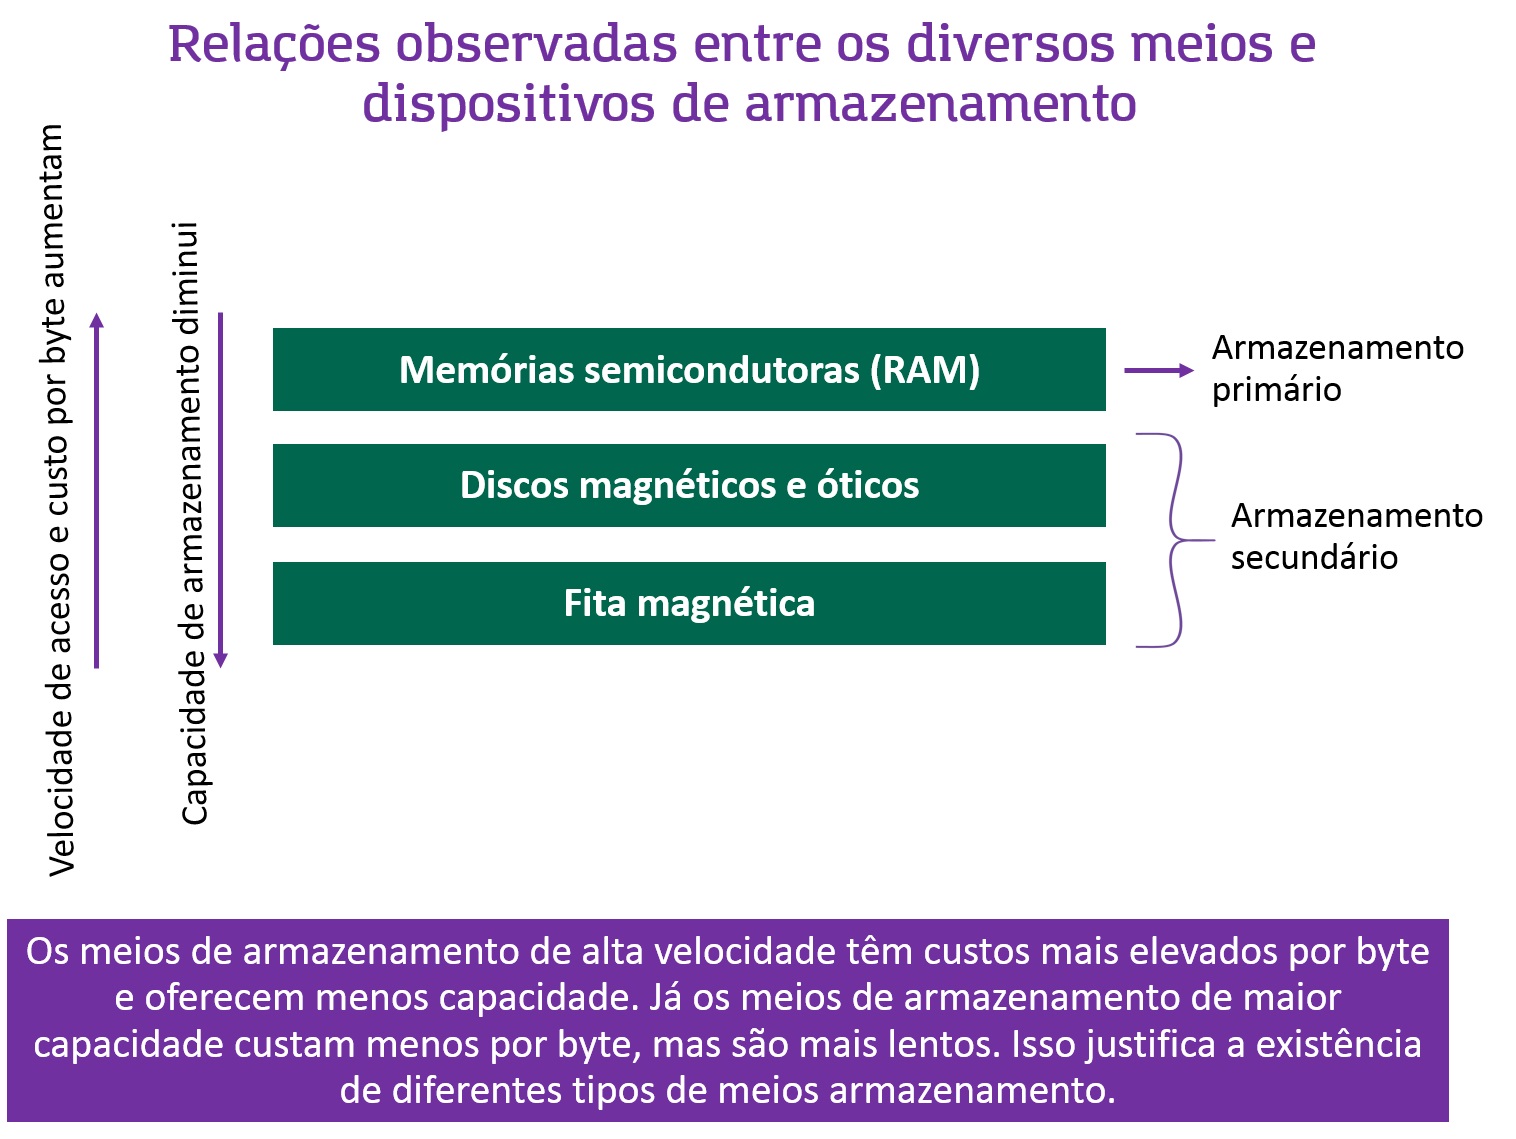 Relações observadas entre os diversos meios e
dispositivos de armazenamento
Velocidade de acesso e custo por byte aumentam
Capacidade de armazenamento diminui
Memórias semicondutoras (RAM)
Armazenamento
primário
Discos magnéticos e óticos
Armazenamento
secundário
Fita magnética
Os meios de armazenamento de alta velocidade têm custos mais elevados por byte
e oferecem menos capacidade. Já os meios de armazenamento de maior
capacidade custam menos por byte, mas são mais lentos. Isso justifica a existência
de diferentes tipos de meios armazenamento.